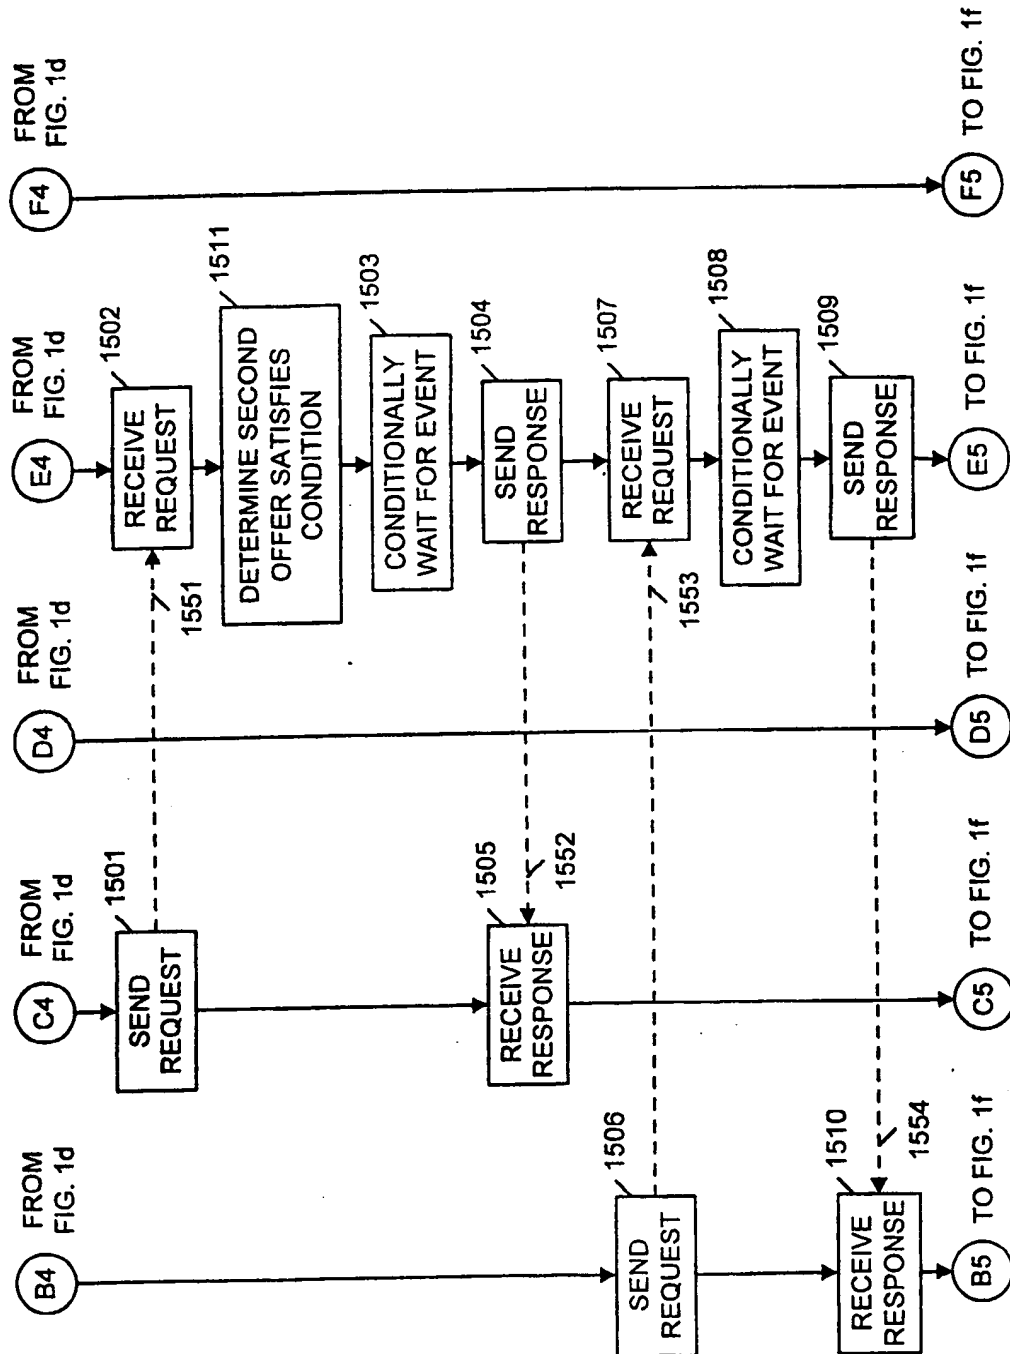 B4
FROM
FIG. 1d
C4
FROM
FIG. 1d
D4
FROM
FIG. 1d
E4
FROM
FIG. 1d
F4
FROM
FIG. 1d
SEND
REQUEST
1501
1551
RECEIVE
REQUEST
1502
DETERMINE SECOND
OFFER SATISFIES
CONDITION
1511
CONDITIONALLY
WAIT FOR EVENT
1503
RECEIVE
RESPONSE
1505
1552
SEND
RESPONSE
1504
SEND
REQUEST
1506
1553
RECEIVE
REQUEST
1507
CONDITIONALLY
WAIT FOR EVENT
1508
RECEIVE
RESPONSE
1510
1554
SEND
RESPONSE
1509
B5
TO FIG. 1f
C5
TO FIG. 1f
D5
TO FIG. 1f
E5
TO FIG. 1f
F5
TO FIG. 1f